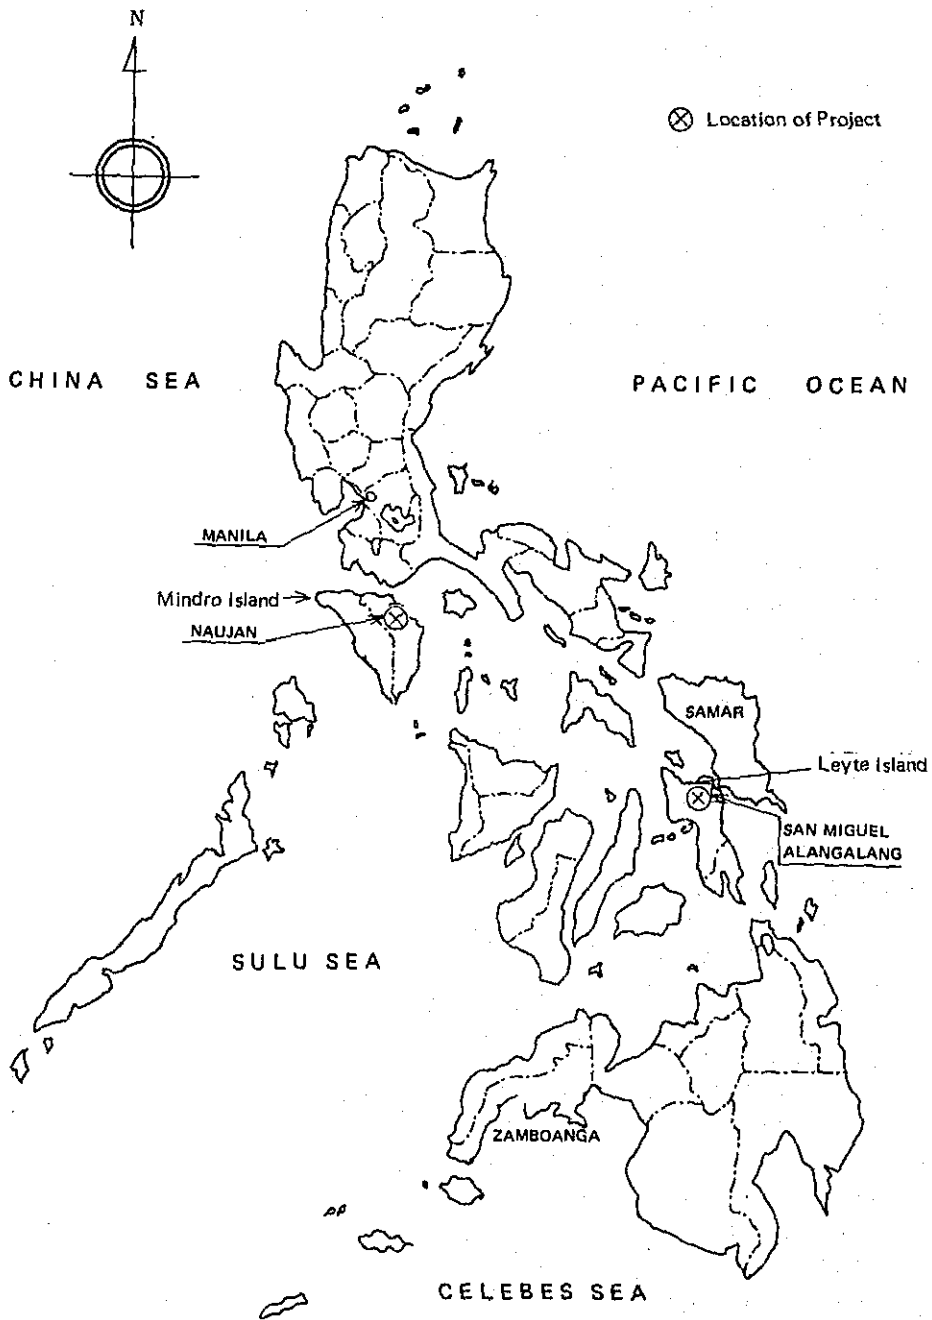 N
Location of Project
CHINA SEA
PACIFIC OCEAN
MANILA
Mindro Island
NAUJAN
SAMAR
Leyte Island
SAN MIGUEL
ALANGALANG
SULU SEA
ZAMBOANGA
CELEBES SEA